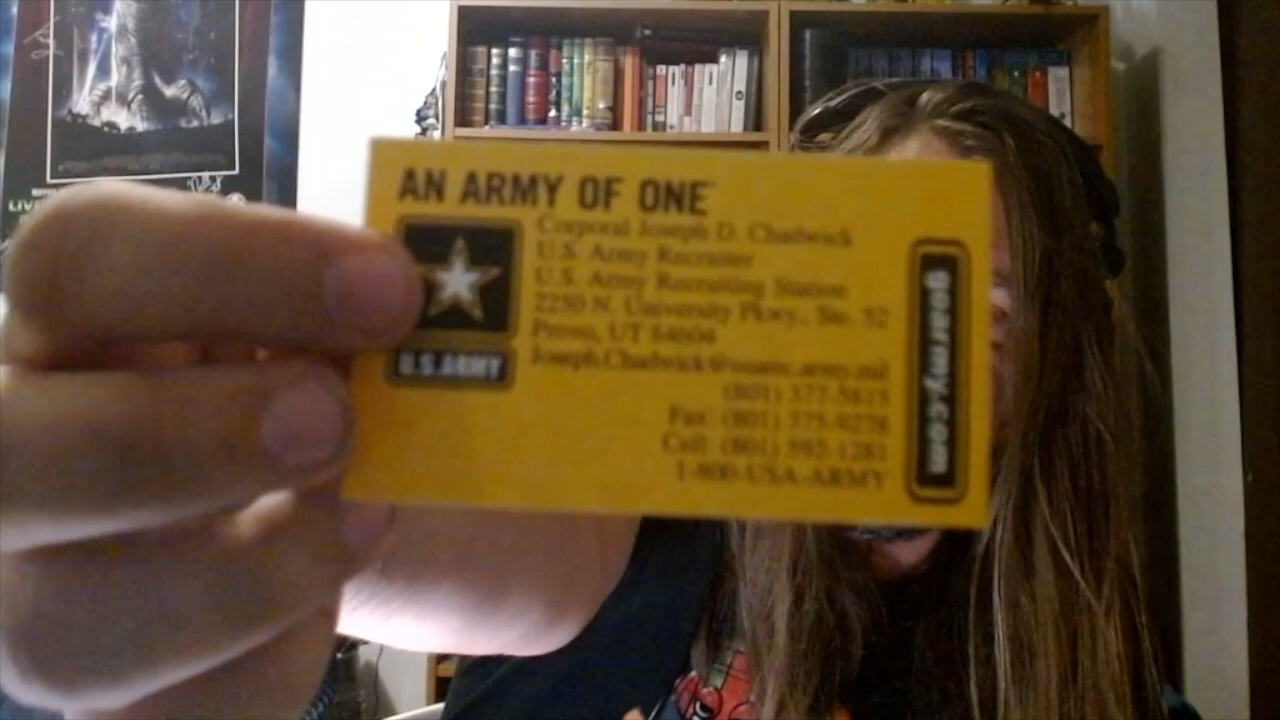 AN ARMY OF ONE
Corporal Joseph D. Chadwick
U.S. Army Recruiter
U.S. Army Recruiting Station
2250 N. University Pkwy., Ste. 52
Provo, UT 84604
Joseph.Chadwick@usarec.army.mil
(801) 377-5815
Fax: (801) 375-9278
Cell: (801) 592-1281
1-800-USA-ARMY
U.S.ARMY
goarmy.com
LIV